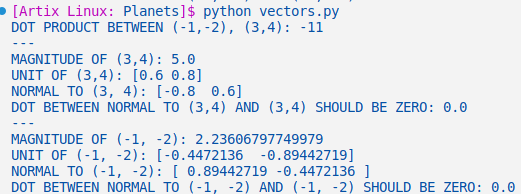 [Artix Linux: Planets]$ python vectors.py
DOT PRODUCT BETWEEN (-1,-2), (3,4): -11
---
MAGNITUDE OF (3,4): 5.0
UNIT OF (3,4): [0.6 0.8]
NORMAL TO (3, 4): [-0.8  0.6]
DOT BETWEEN NORMAL TO (3,4) AND (3,4) SHOULD BE ZERO: 0.0
---
MAGNITUDE OF (-1, -2): 2.23606797749979
UNIT OF (-1, -2): [-0.4472136  -0.89442719]
NORMAL TO (-1, -2): [ 0.89442719 -0.4472136 ]
DOT BETWEEN NORMAL TO (-1, -2) AND (-1, -2) SHOULD BE ZERO: 0.0